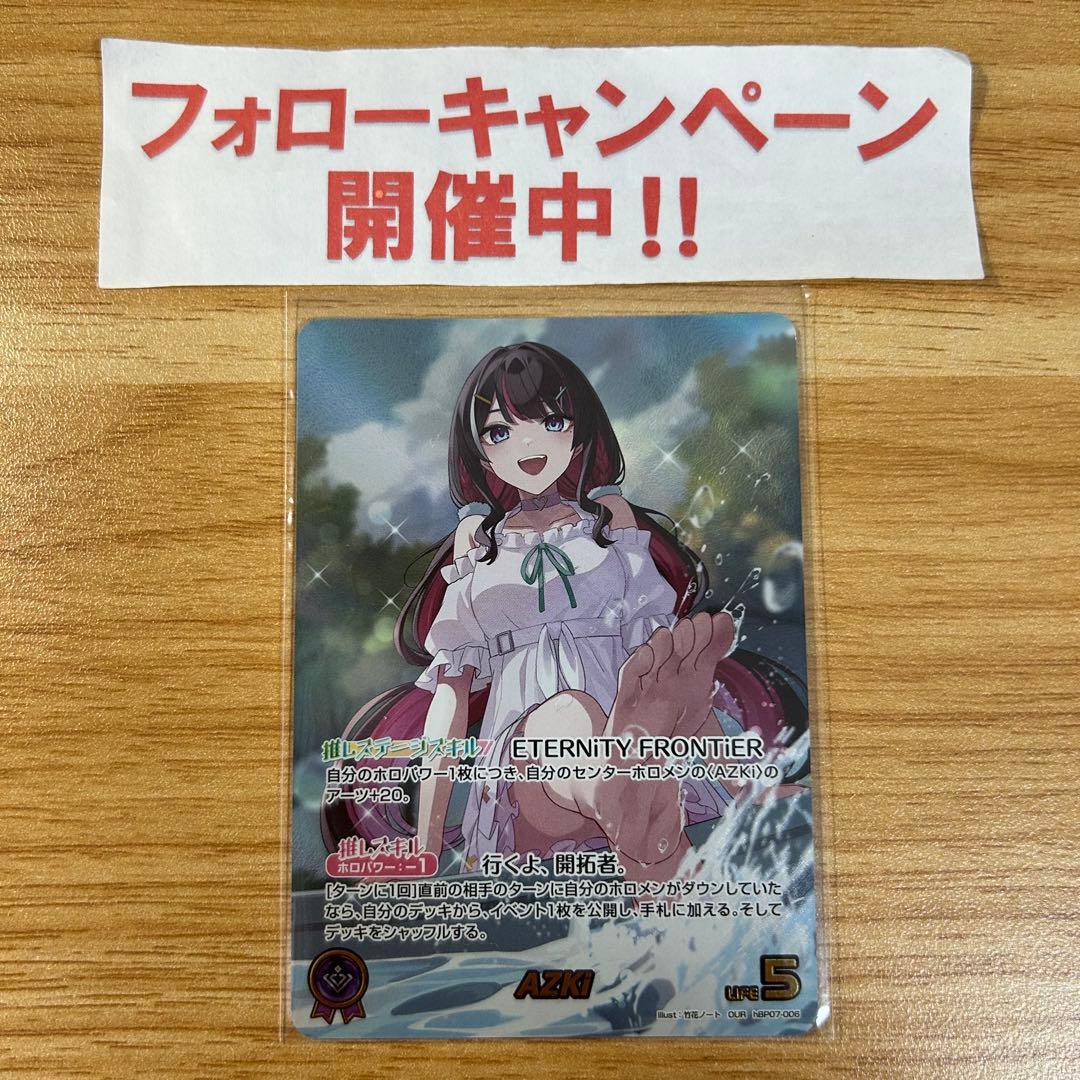 フォローキャンペーン
開催中!!
推しステージスキル ETERNiTY FRONTiER
自分のホロパワー1枚につき、自分のセンターホロメンの〈AZKi〉の
アーツ+20。
推しスキル
ホロパワー:-1 行くよ、開拓者。
[ターンに1回]直前の相手のターンに自分のホロメンがダウンしていた
なら、自分のデッキから、イベント1枚を公開し、手札に加える。そして
デッキをシャッフルする。
AZKi
LIFE 5
illust:竹花ノート OUR hBP07-006